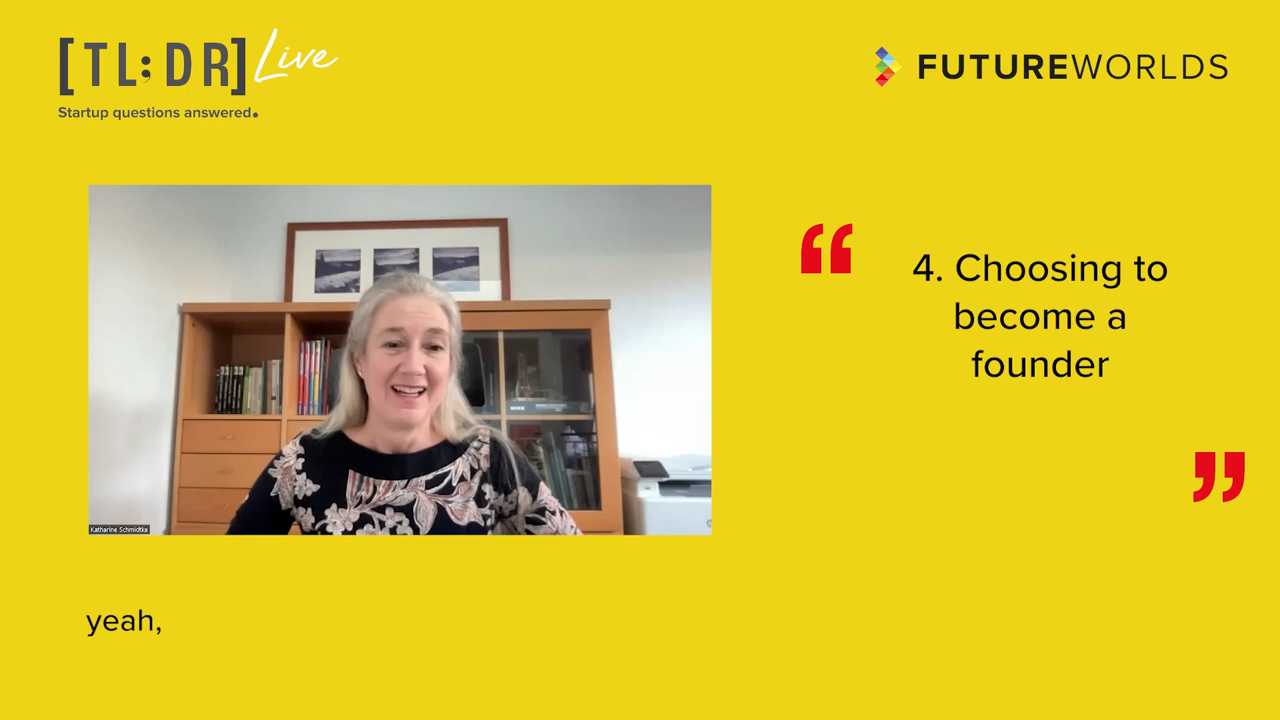 [TL;DR] Live
Startup questions answered.
FUTUREWORLDS
“
4. Choosing to
become a
founder
”
Katharine Schmidtke
yeah,